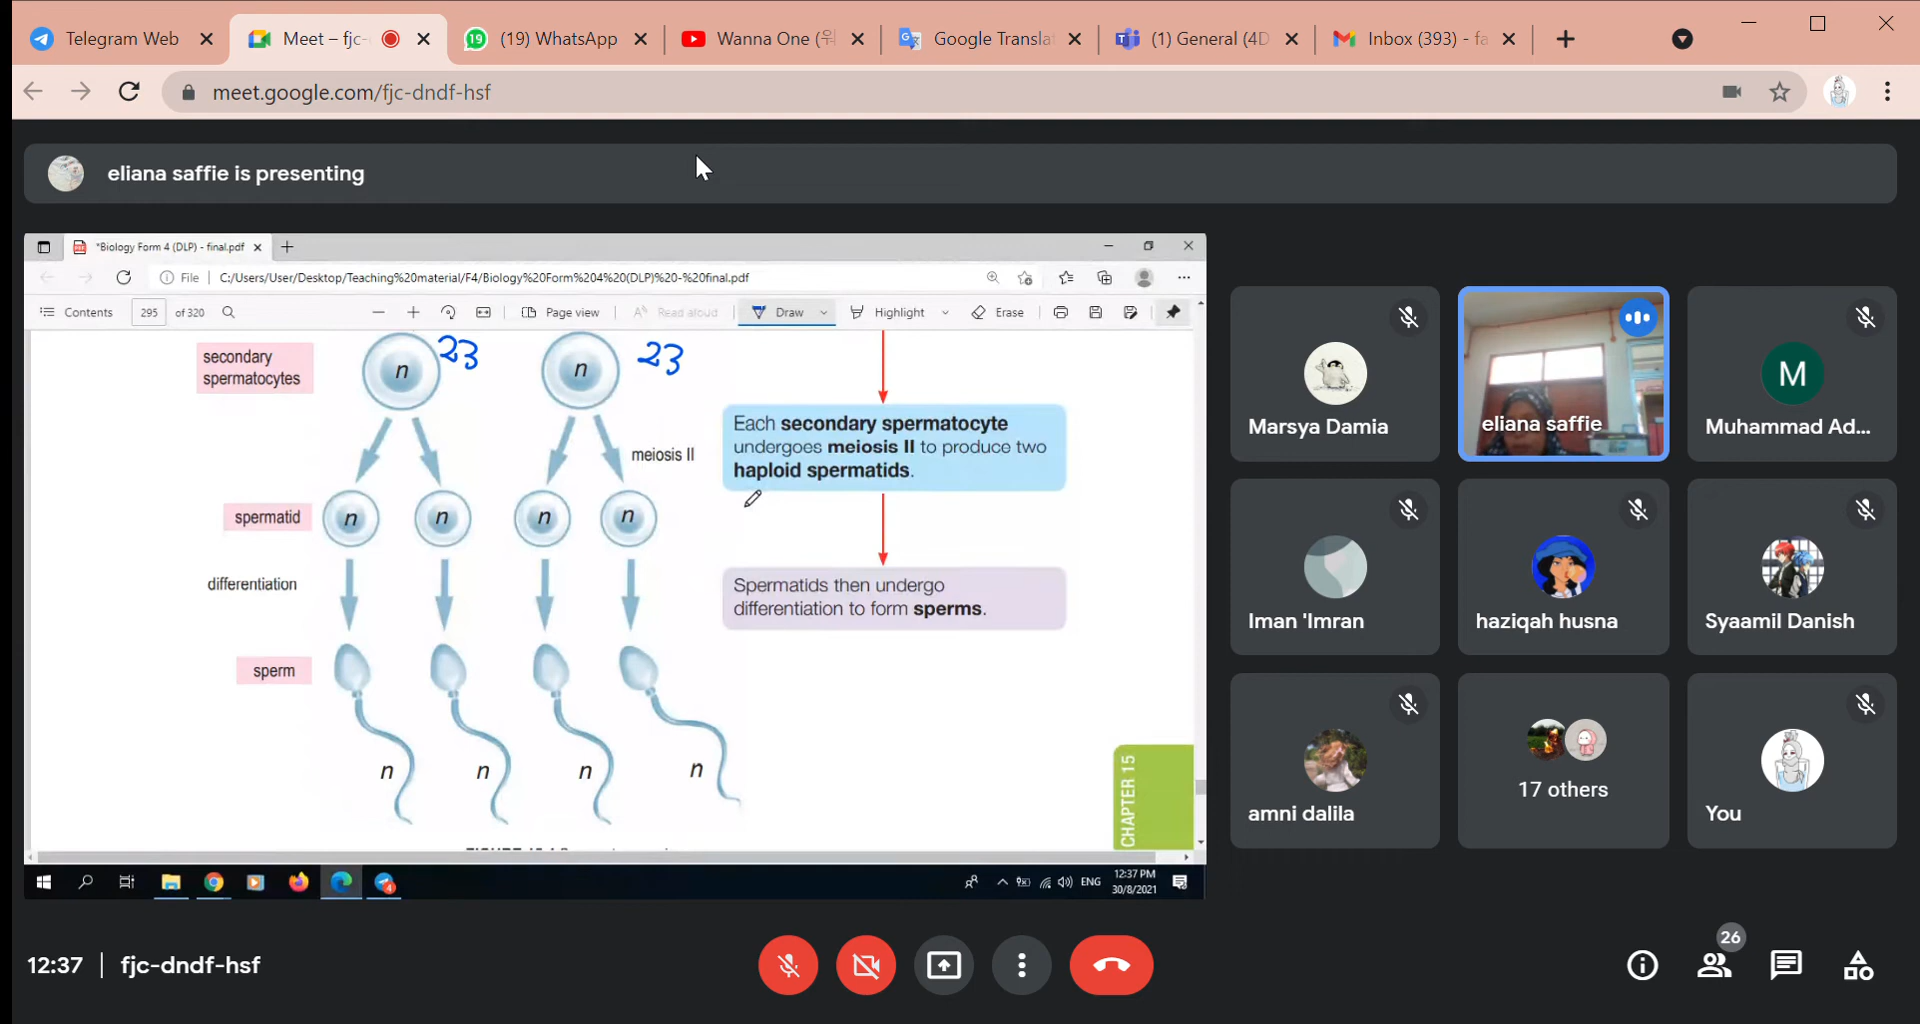 Telegram Web
Meet – fjc-
19
(19) WhatsApp
Wanna One (워
Google Translat
(1) General (4D
Inbox (393) - fa
meet.google.com/fjc-dndf-hsf
eliana saffie is presenting
*Biology Form 4 (DLP) - final.pdf
File
C:/Users/User/Desktop/Teaching%20material/F4/Biology%20Form%204%20(DLP)%20-%20final.pdf
Contents
295
of 320
Page view
Read aloud
Draw
Highlight
Erase
secondary
spermatocytes
n
23
n
23
meiosis II
Each secondary spermatocyte
undergoes meiosis II to produce two
haploid spermatids.
spermatid
n
n
n
n
differentiation
Spermatids then undergo
differentiation to form sperms.
sperm
n
n
n
n
CHAPTER 15
ENG
12:37 PM
30/8/2021
Marsya Damia
eliana saffie
M
Muhammad Ad...
Iman 'Imran
haziqah husna
Syaamil Danish
amni dalila
17 others
You
12:37
fjc-dndf-hsf
26